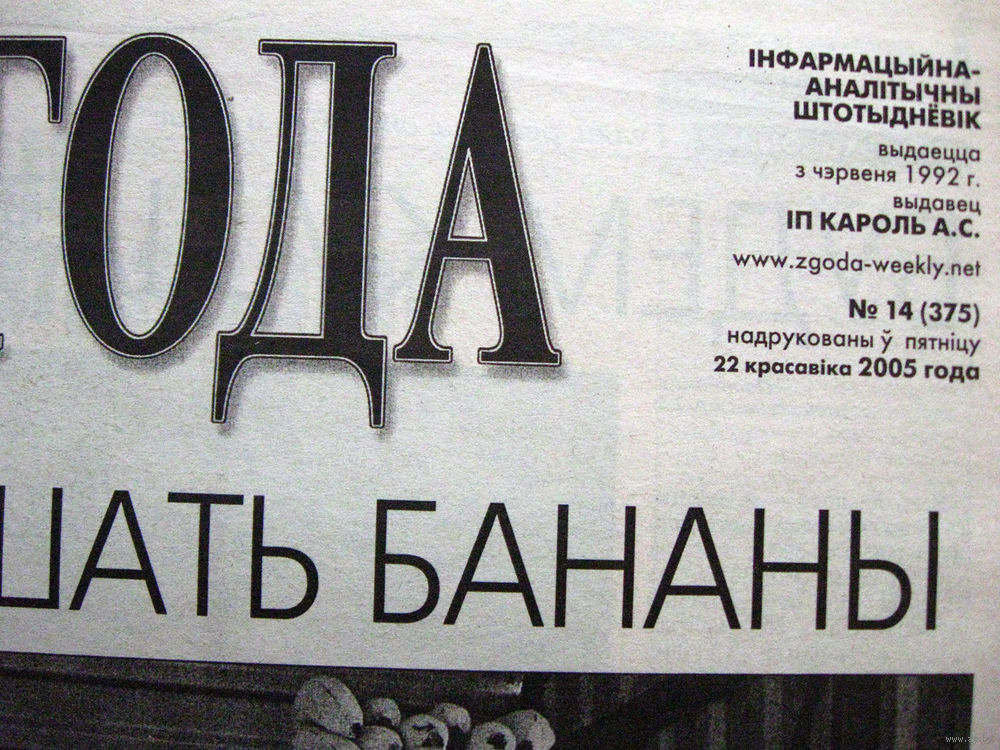 ГОДА
ІНФАРМАЦЫЙНА-
АНАЛІТЫЧНЫ
ШТОТЫДНЁВІК
выдаецца
з чэрвеня 1992 г.
выдавец
ІП КАРОЛЬ А.С.
www.zgoda-weekly.net
№ 14 (375)
надрукованы ў пятніцу
22 красавіка 2005 года
ШАТЬ БАНАНЫ